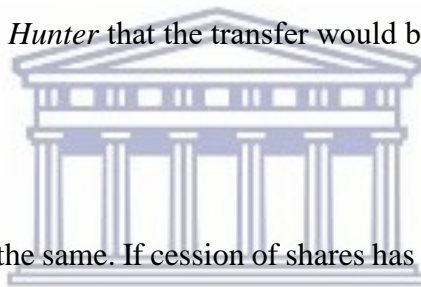 Hunter that the transfer would b
the same. If cession of shares has